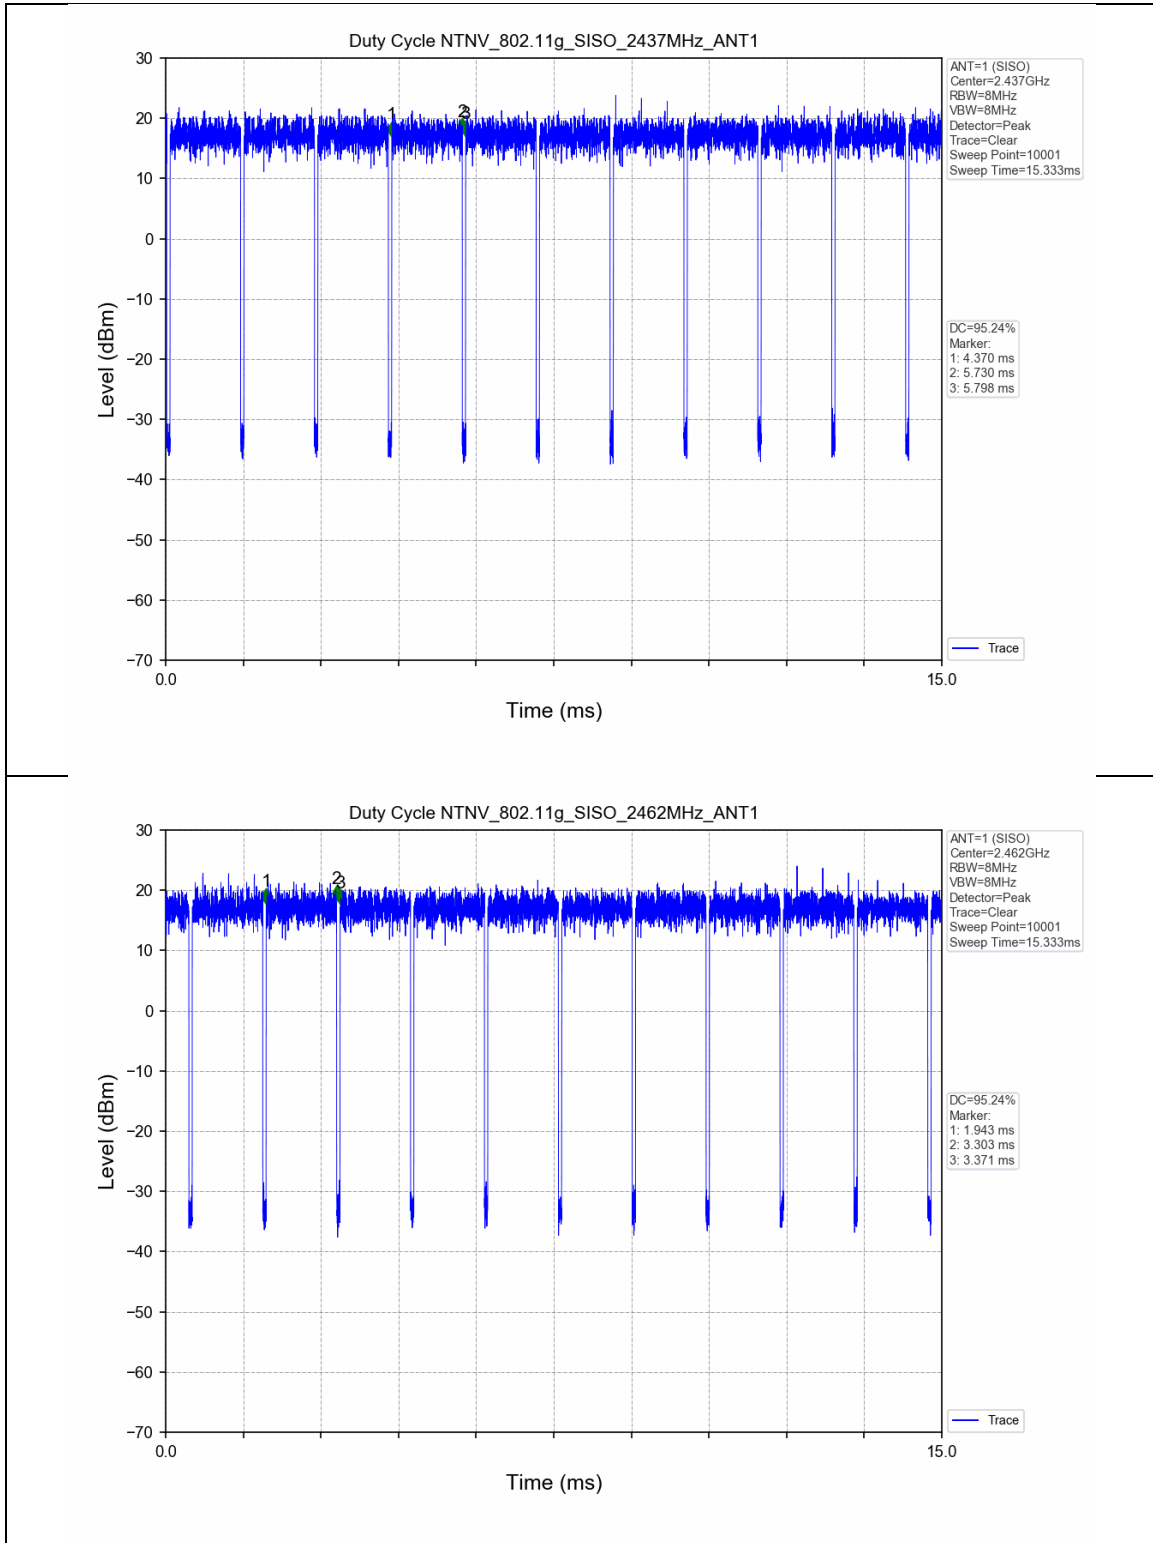 Duty Cycle NTNV_802.11g_SISO_2437MHz_ANT1
30
20
10
0
−10
−20
−30
−40
−50
−60
−70
Level (dBm)
1
2
3
ANT=1 (SISO)
Center=2.437GHz
RBW=8MHz
VBW=8MHz
Detector=Peak
Trace=Clear
Sweep Point=10001
Sweep Time=15.333ms
DC=95.24%
Marker:
1: 4.370 ms
2: 5.730 ms
3: 5.798 ms
Trace
0.0
15.0
Time (ms)
Duty Cycle NTNV_802.11g_SISO_2462MHz_ANT1
30
20
10
0
−10
−20
−30
−40
−50
−60
−70
Level (dBm)
1
2
3
ANT=1 (SISO)
Center=2.462GHz
RBW=8MHz
VBW=8MHz
Detector=Peak
Trace=Clear
Sweep Point=10001
Sweep Time=15.333ms
DC=95.24%
Marker:
1: 1.943 ms
2: 3.303 ms
3: 3.371 ms
Trace
0.0
15.0
Time (ms)